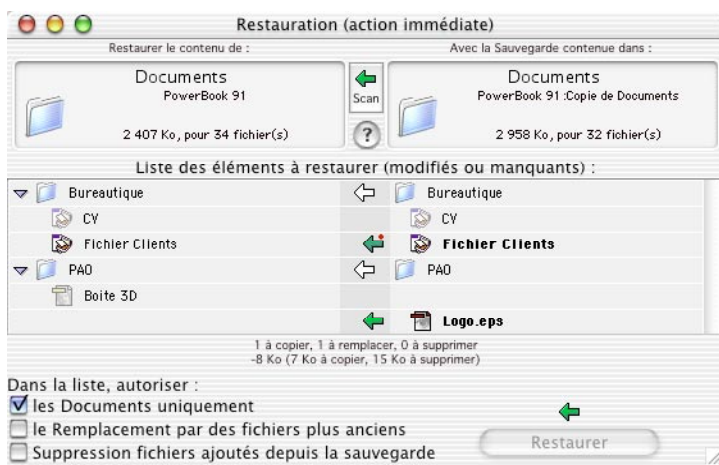 Restauration (action immédiate)
Restaurer le contenu de :
Avec la Sauvegarde contenue dans :
Documents
PowerBook 91
2 407 Ko, pour 34 fichier(s)
Scan
?
Documents
PowerBook 91 :Copie de Documents
2 958 Ko, pour 32 fichier(s)
Liste des éléments à restaurer (modifiés ou manquants) :
Bureautique Bureautique
CV CV
Fichier Clients Fichier Clients
PAO PAO
Boite 3D
Logo.eps
1 à copier, 1 à remplacer, 0 à supprimer
-8 Ko (7 Ko à copier, 15 Ko à supprimer)
Dans la liste, autoriser :
les Documents uniquement
le Remplacement par des fichiers plus anciens
Suppression fichiers ajoutés depuis la sauvegarde
Restaurer